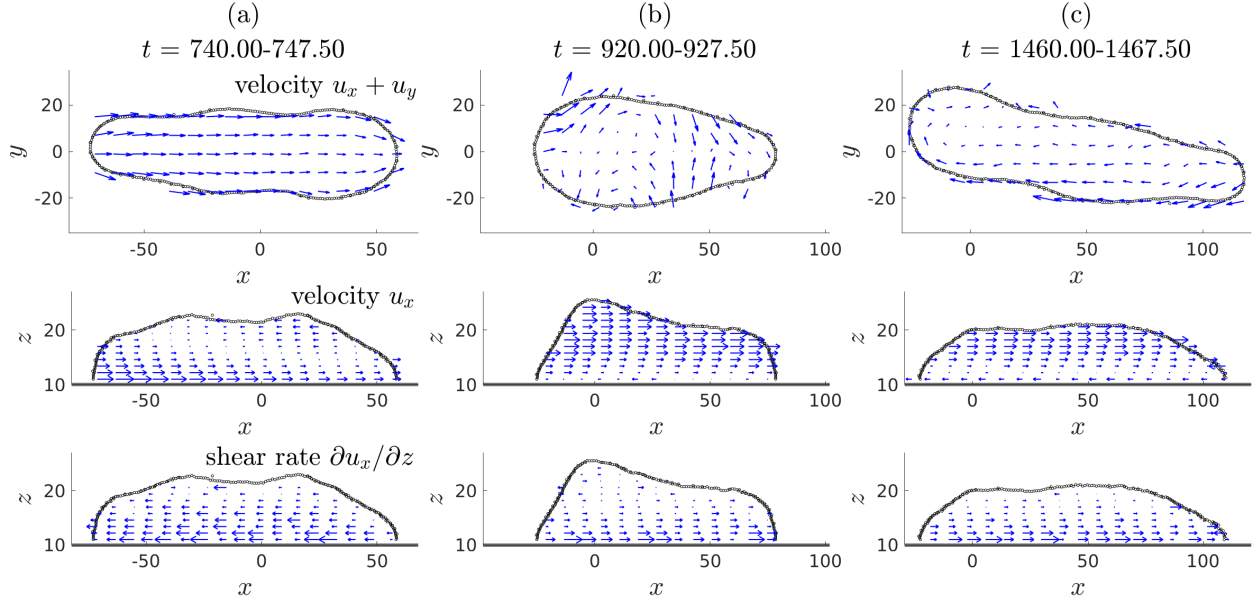 (a) (b) (c)
t = 740.00-747.50 t = 920.00-927.50 t = 1460.00-1467.50
velocity uₓ + u_y
20 20 20
y 0 y 0 y 0
-20 -20 -20
-50 0 50 0 50 100 0 50 100
x x x
velocity uₓ
z 20 z 20 z 20
10 10 10
-50 0 50 0 50 100 0 50 100
x x x
shear rate ∂uₓ/∂z
z 20 z 20 z 20
10 10 10
-50 0 50 0 50 100 0 50 100
x x x